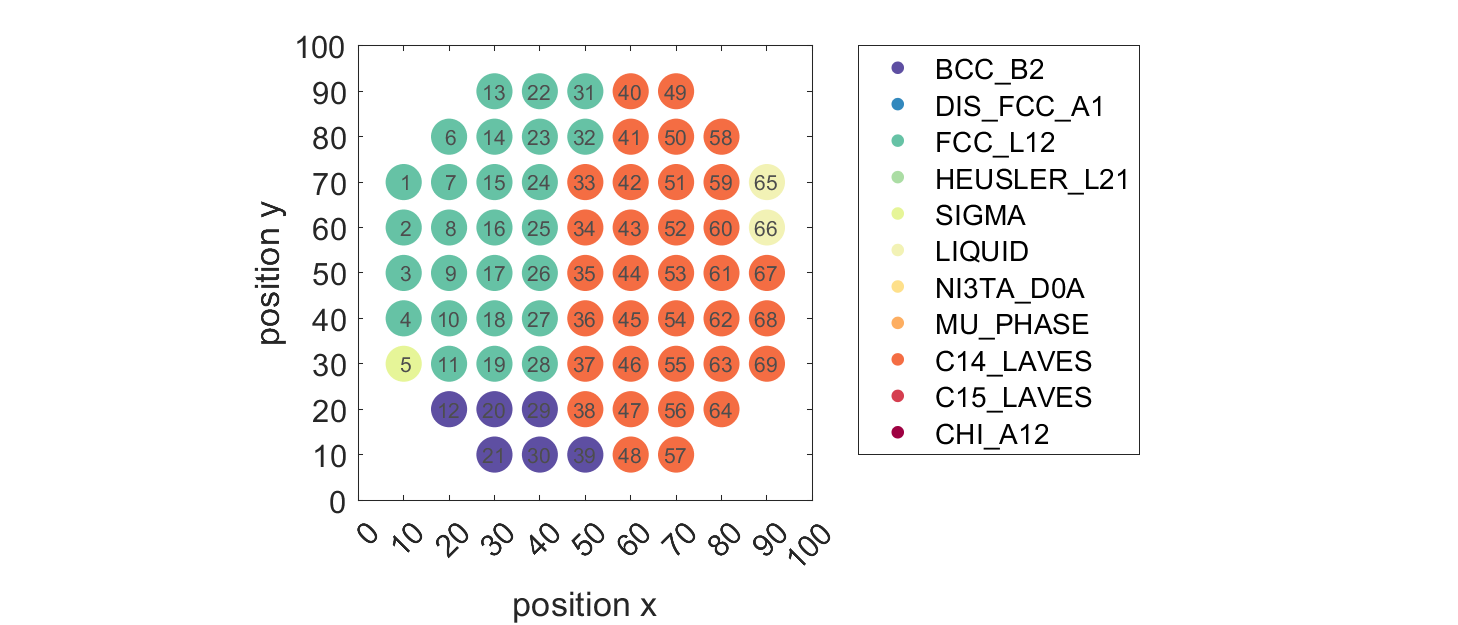 100
90
80
70
60
50
40
30
20
10
0
position y
13 22 31 40 49
6 14 23 32 41 50 58
1 7 15 24 33 42 51 59 65
2 8 16 25 34 43 52 60 66
3 9 17 26 35 44 53 61 67
4 10 18 27 36 45 54 62 68
5 11 19 28 37 46 55 63 69
12 20 29 38 47 56 64
21 30 39 48 57
0 10 20 30 40 50 60 70 80 90 100
position x
BCC_B2
DIS_FCC_A1
FCC_L12
HEUSLER_L21
SIGMA
LIQUID
NI3TA_D0A
MU_PHASE
C14_LAVES
C15_LAVES
CHI_A12